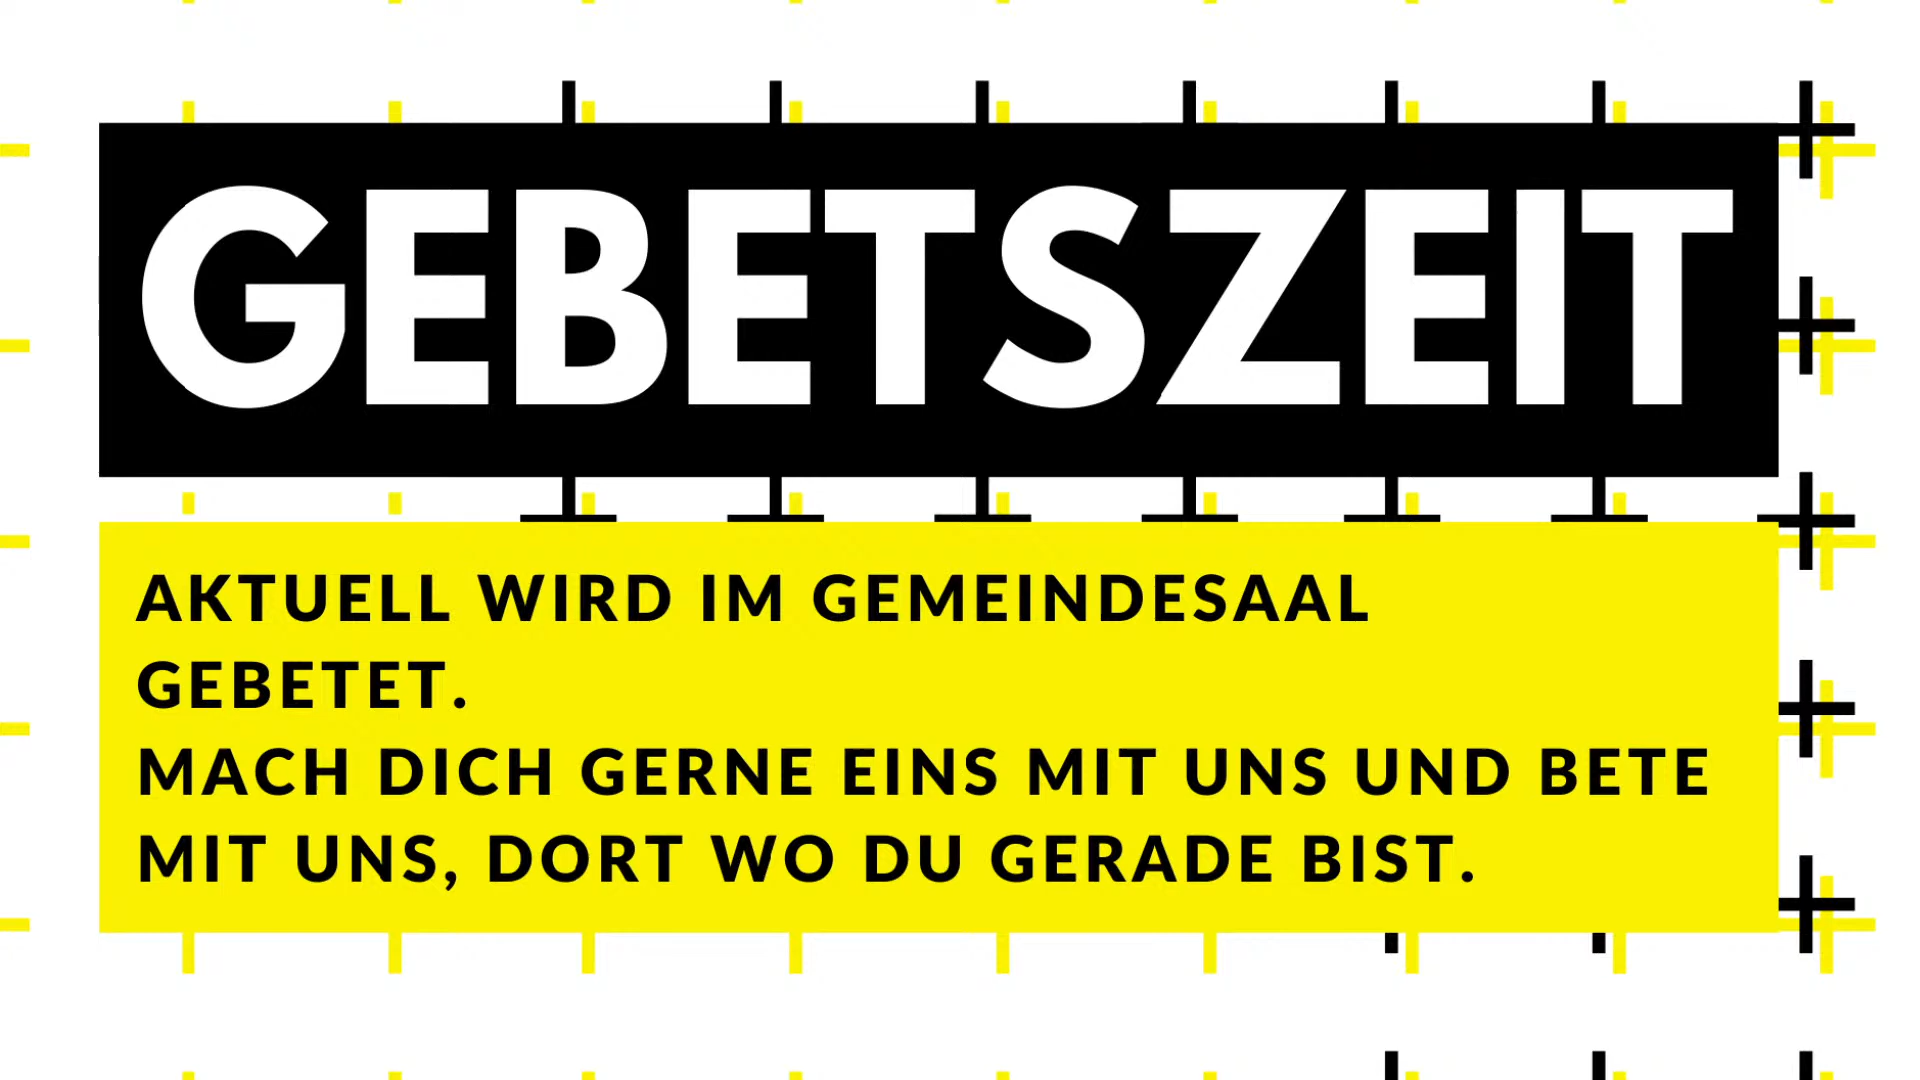 GEBETSZEIT
AKTUELL WIRD IM GEMEINDESAAL
GEBETET.
MACH DICH GERNE EINS MIT UNS UND BETE
MIT UNS, DORT WO DU GERADE BIST.